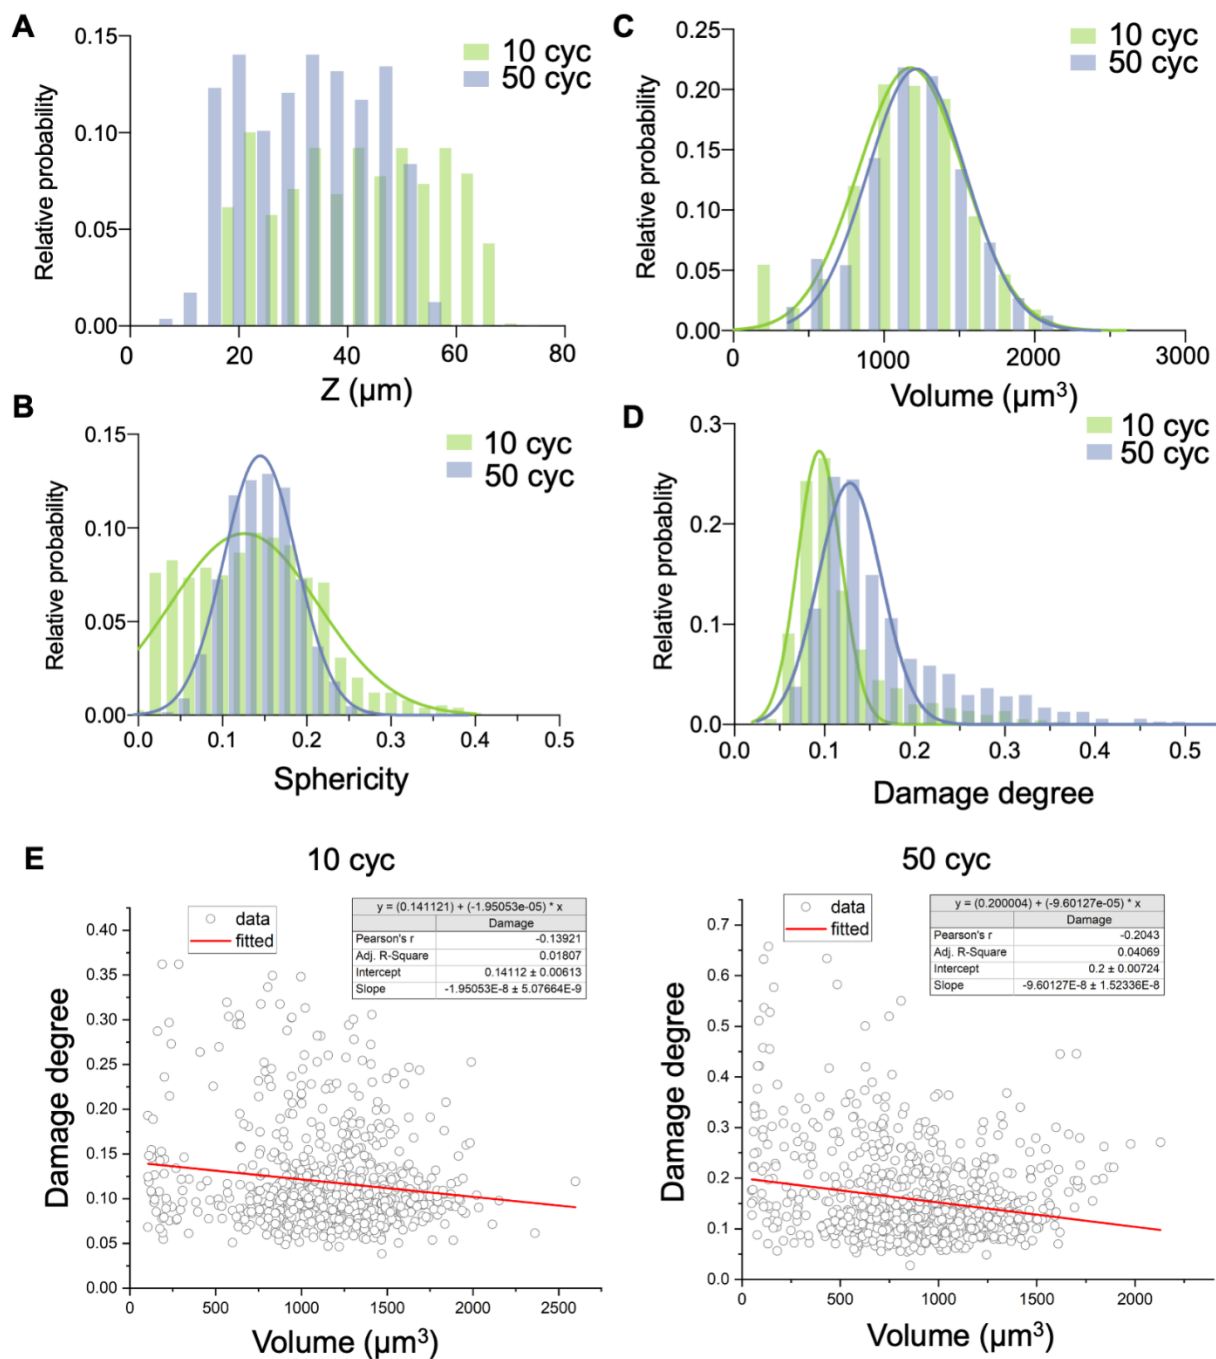 A
0.15
0.10
0.05
0.00
Relative probability
0
20
40
60
80
Z (µm)
10 cyc
50 cyc
C
0.25
0.20
0.15
0.10
0.05
0.00
Relative probability
0
1000
2000
3000
Volume (µm³)
10 cyc
50 cyc
B
0.15
0.10
0.05
0.00
Relative probability
0.0
0.1
0.2
0.3
0.4
0.5
Sphericity
10 cyc
50 cyc
D
0.3
0.2
0.1
0.0
Relative probability
0.0
0.1
0.2
0.3
0.4
0.5
Damage degree
10 cyc
50 cyc
E
10 cyc
data
fitted
y = (0.141121) + (-1.95053e-05) * x
Damage
Pearson's r -0.13921
Adj. R-Square 0.01807
Intercept 0.14112 ± 0.00613
Slope -1.95053E-8 ± 5.07664E-9
0.40
0.35
0.30
0.25
0.20
0.15
0.10
0.05
0.00
Damage degree
0
500
1000
1500
2000
2500
Volume (µm³)
50 cyc
data
fitted
y = (0.200004) + (-9.60127e-05) * x
Damage
Pearson's r -0.2043
Adj. R-Square 0.04069
Intercept 0.2 ± 0.00724
Slope -9.60127E-8 ± 1.52336E-8
0.7
0.6
0.5
0.4
0.3
0.2
0.1
0.0
Damage degree
0
500
1000
1500
2000
Volume (µm³)